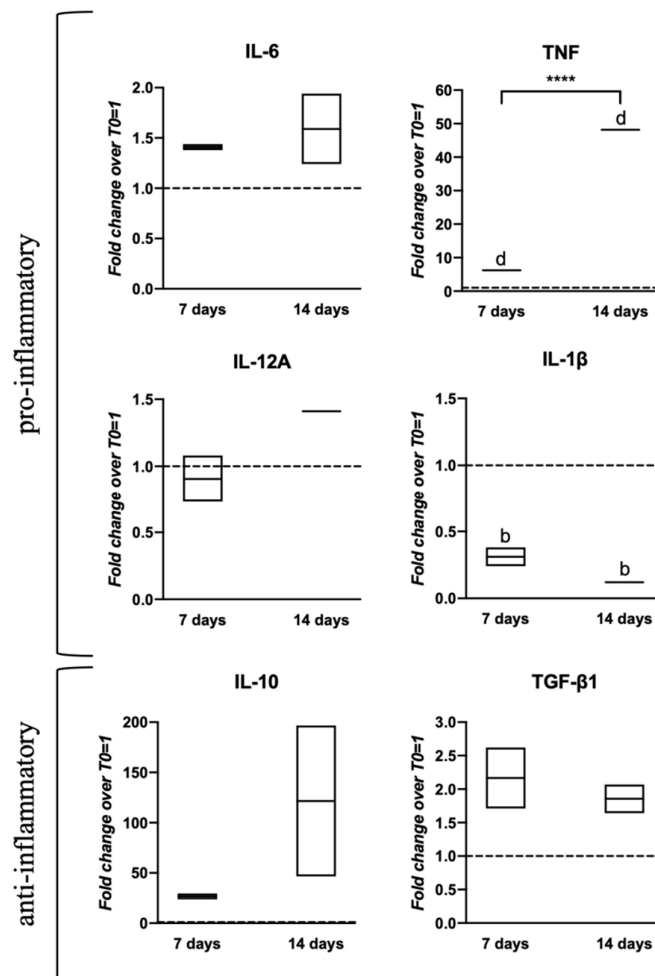 pro-inflammatory
IL-6
Fold change over T0=1
2.0
1.5
1.0
0.5
0.0
7 days 14 days
TNF
Fold change over T0=1
60
50
40
30
20
10
0
****
d
d
7 days 14 days
IL-12A
Fold change over T0=1
1.5
1.0
0.5
0.0
7 days 14 days
IL-1β
Fold change over T0=1
1.5
1.0
0.5
0.0
b
b
7 days 14 days
anti-inflammatory
IL-10
Fold change over T0=1
200
150
100
50
0
7 days 14 days
TGF-β1
Fold change over T0=1
3.0
2.5
2.0
1.5
1.0
0.5
0.0
7 days 14 days